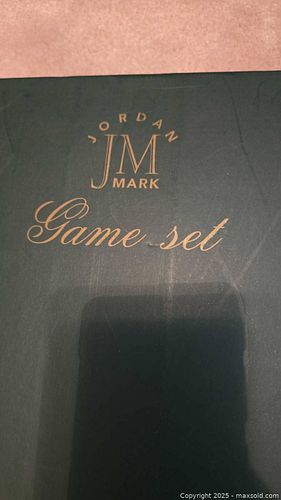 JORDAN
JM
MARK
Game set
Copyright 2025 - maxsold.com